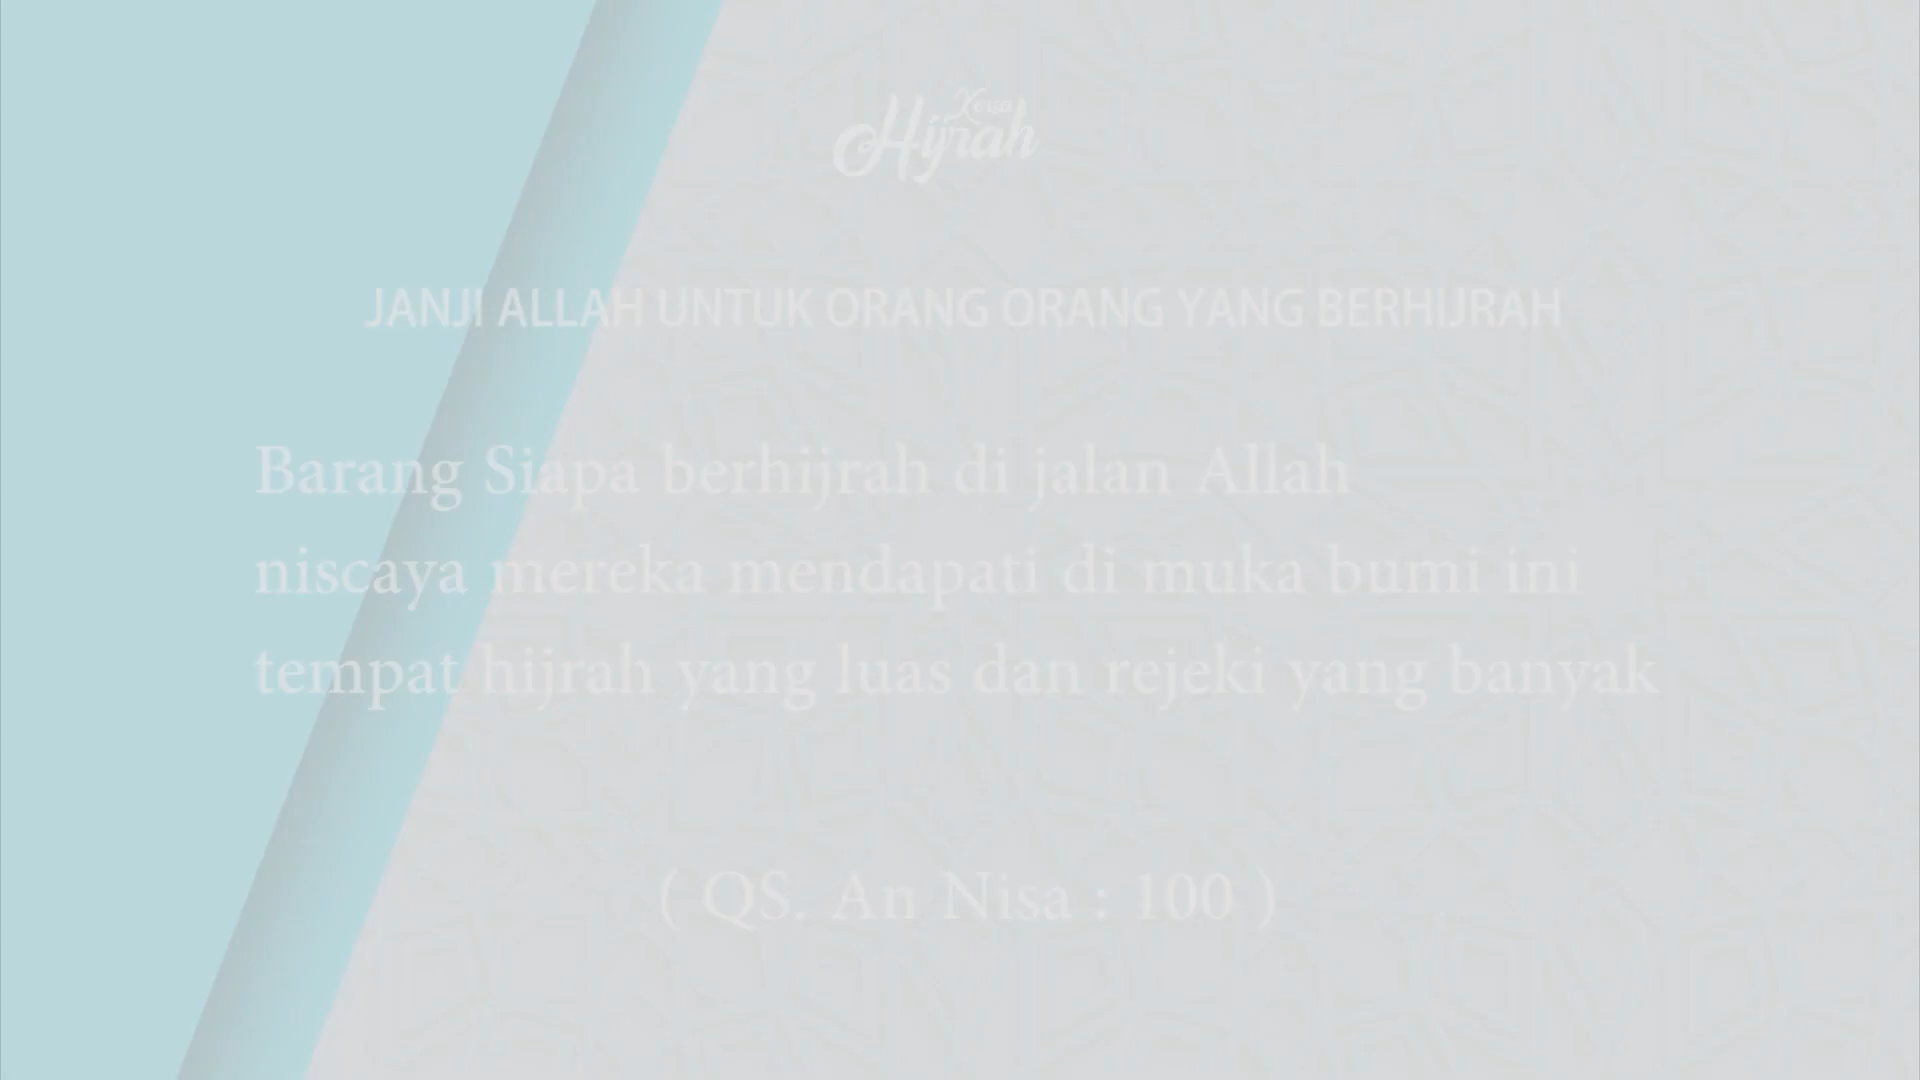 Kova
Hijrah
JANJI ALLAH UNTUK ORANG ORANG YANG BERHIJRAH
Barang Siapa berhijrah di jalan Allah
niscaya mereka mendapati di muka bumi ini
tempat hijrah yang luas dan rejeki yang banyak
( QS. An Nisa : 100 )